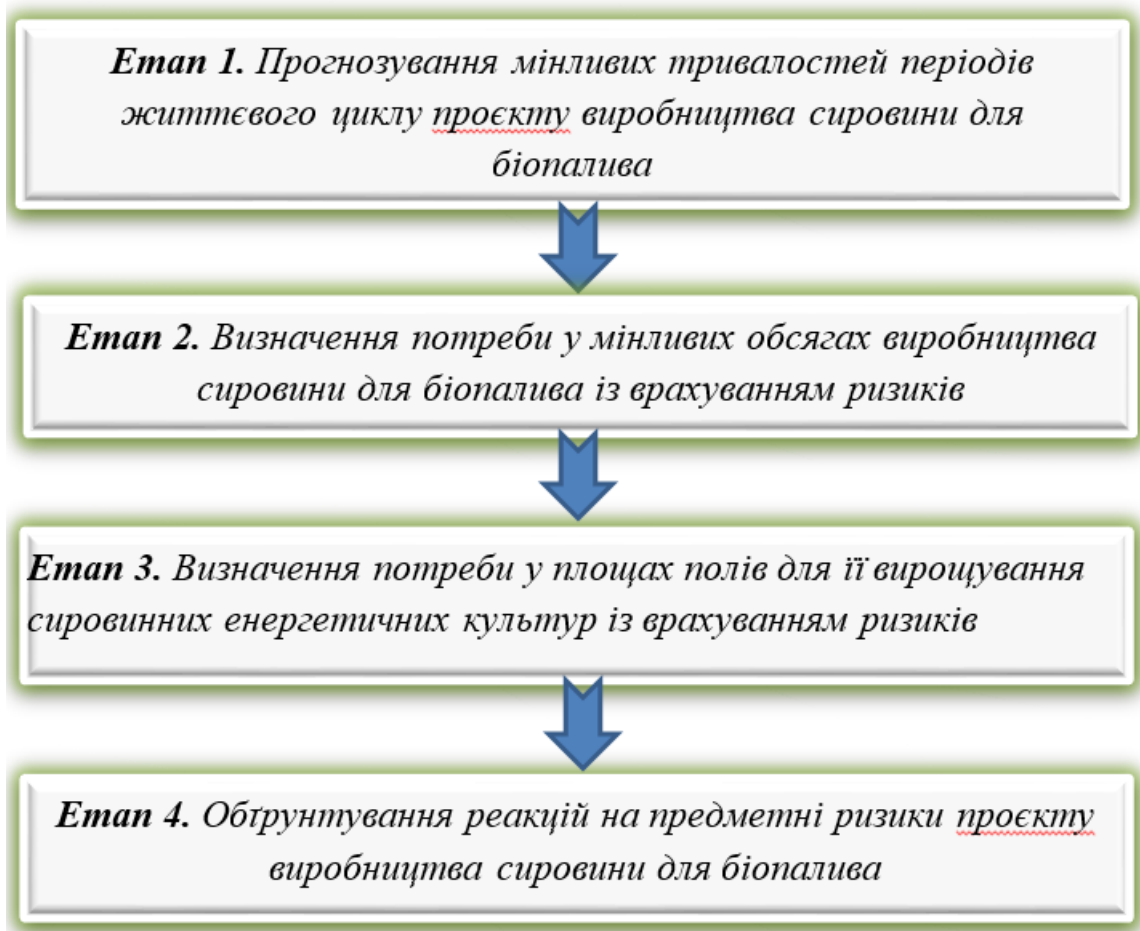 Етап 1. Прогнозування мінливих тривалостей періодів
життєвого циклу проєкту виробництва сировини для
біопалива
Етап 2. Визначення потреби у мінливих обсягах виробництва
сировини для біопалива із врахуванням ризиків
Етап 3. Визначення потреби у площах полів для її вирощування
сировинних енергетичних культур із врахуванням ризиків
Етап 4. Обґрунтування реакцій на предметні ризики проєкту
виробництва сировини для біопалива